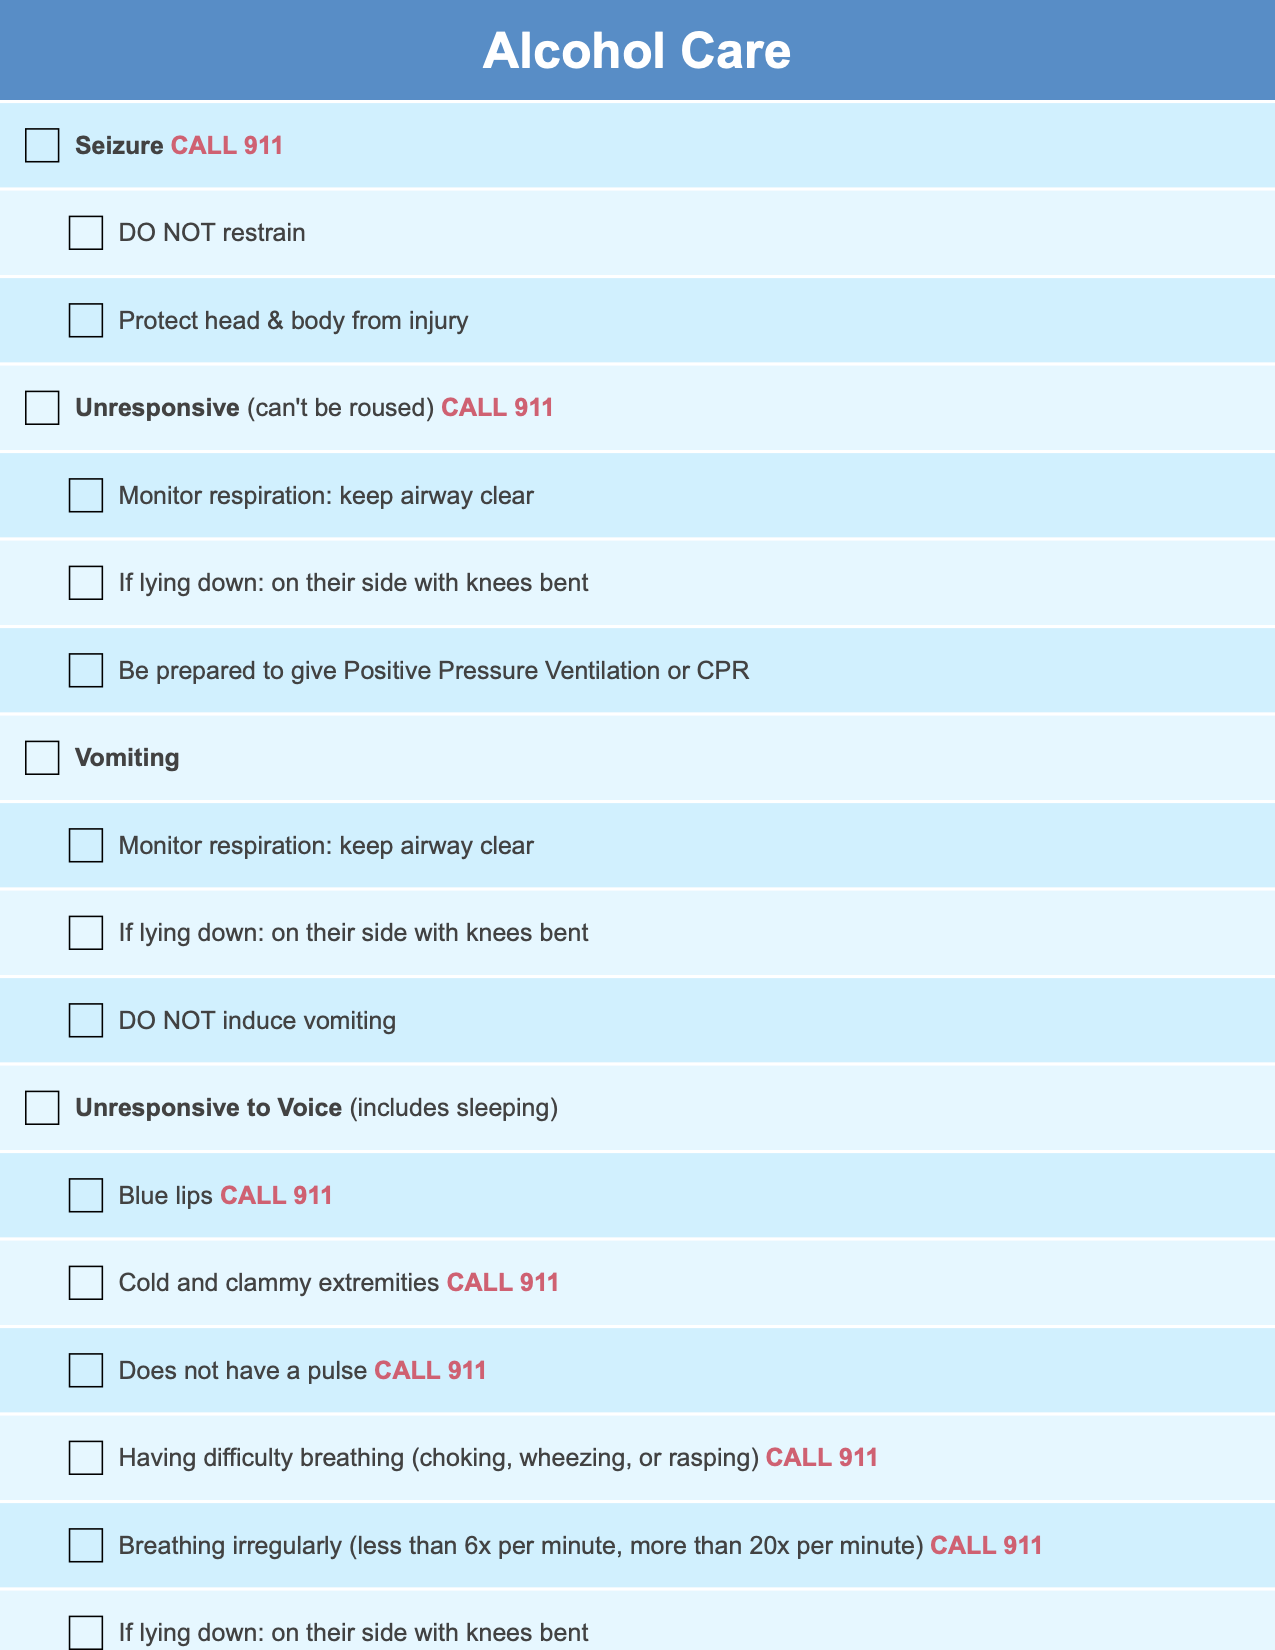 Alcohol Care
Seizure CALL 911
DO NOT restrain
Protect head & body from injury
Unresponsive (can't be roused) CALL 911
Monitor respiration: keep airway clear
If lying down: on their side with knees bent
Be prepared to give Positive Pressure Ventilation or CPR
Vomiting
Monitor respiration: keep airway clear
If lying down: on their side with knees bent
DO NOT induce vomiting
Unresponsive to Voice (includes sleeping)
Blue lips CALL 911
Cold and clammy extremities CALL 911
Does not have a pulse CALL 911
Having difficulty breathing (choking, wheezing, or rasping) CALL 911
Breathing irregularly (less than 6x per minute, more than 20x per minute) CALL 911
If lying down: on their side with knees bent